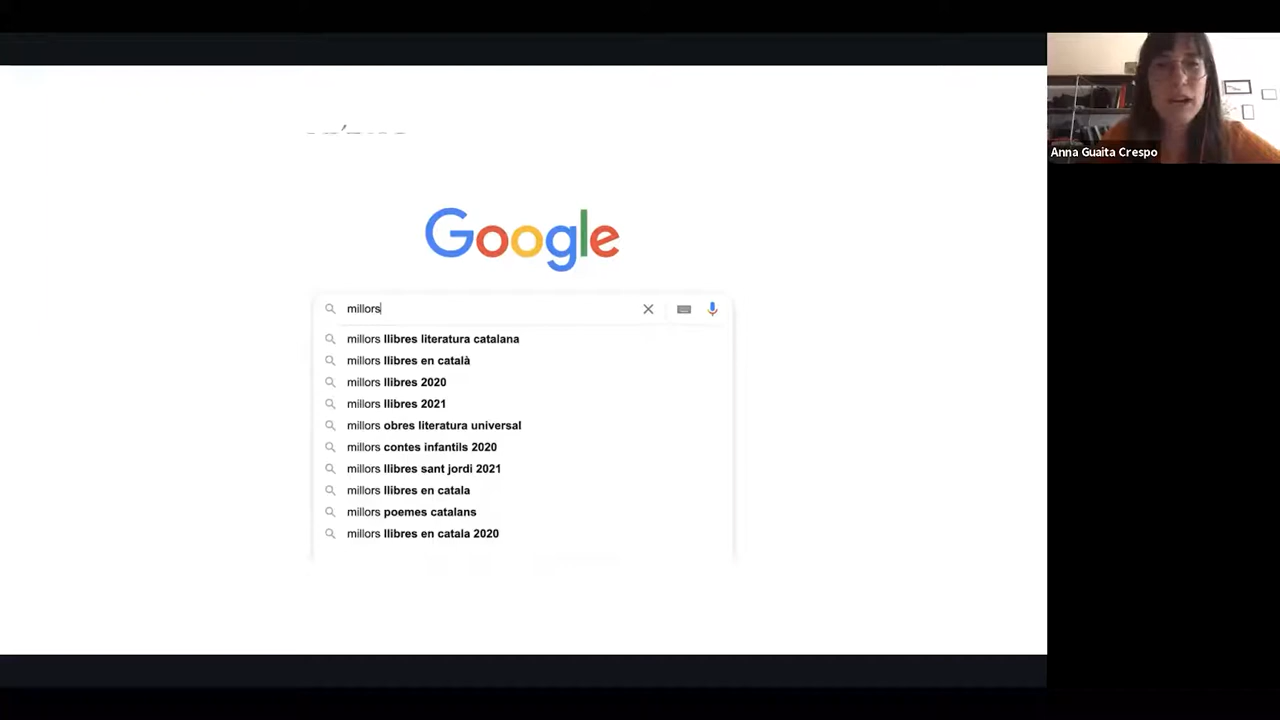 Anna Guaita Crespo
Google
millors
millors llibres literatura catalana
millors llibres en català
millors llibres 2020
millors llibres 2021
millors obres literatura universal
millors contes infantils 2020
millors llibres sant jordi 2021
millors llibres en catala
millors poemes catalans
millors llibres en catala 2020